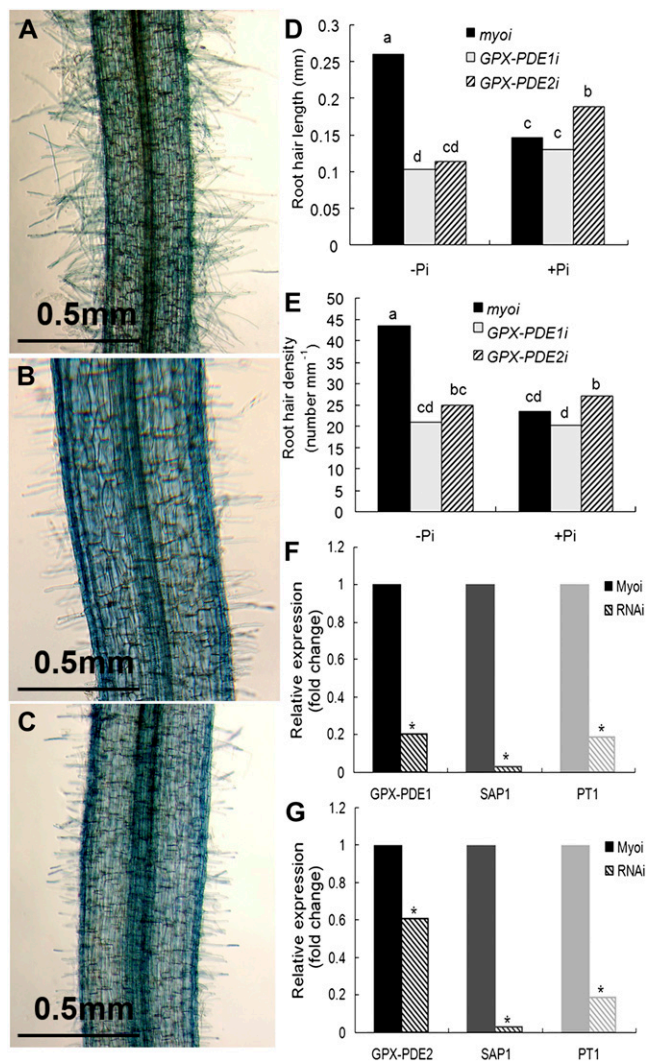 A
0.5mm
B
0.5mm
C
0.5mm
D
Root hair length (mm)
0.3
0.25
0.2
0.15
0.1
0.05
0
a
d
cd
c
c
b
myoi
GPX-PDE1i
GPX-PDE2i
-Pi
+Pi
E
Root hair density
(number mm⁻¹)
50
45
40
35
30
25
20
15
10
5
0
a
cd
bc
cd
d
b
myoi
GPX-PDE1i
GPX-PDE2i
-Pi
+Pi
F
Relative expression
(fold change)
1.2
1
0.8
0.6
0.4
0.2
0
*
*
*
Myoi
RNAi
GPX-PDE1
SAP1
PT1
G
Relative expression
(fold change)
1.2
1
0.8
0.6
0.4
0.2
0
*
*
*
Myoi
RNAi
GPX-PDE2
SAP1
PT1